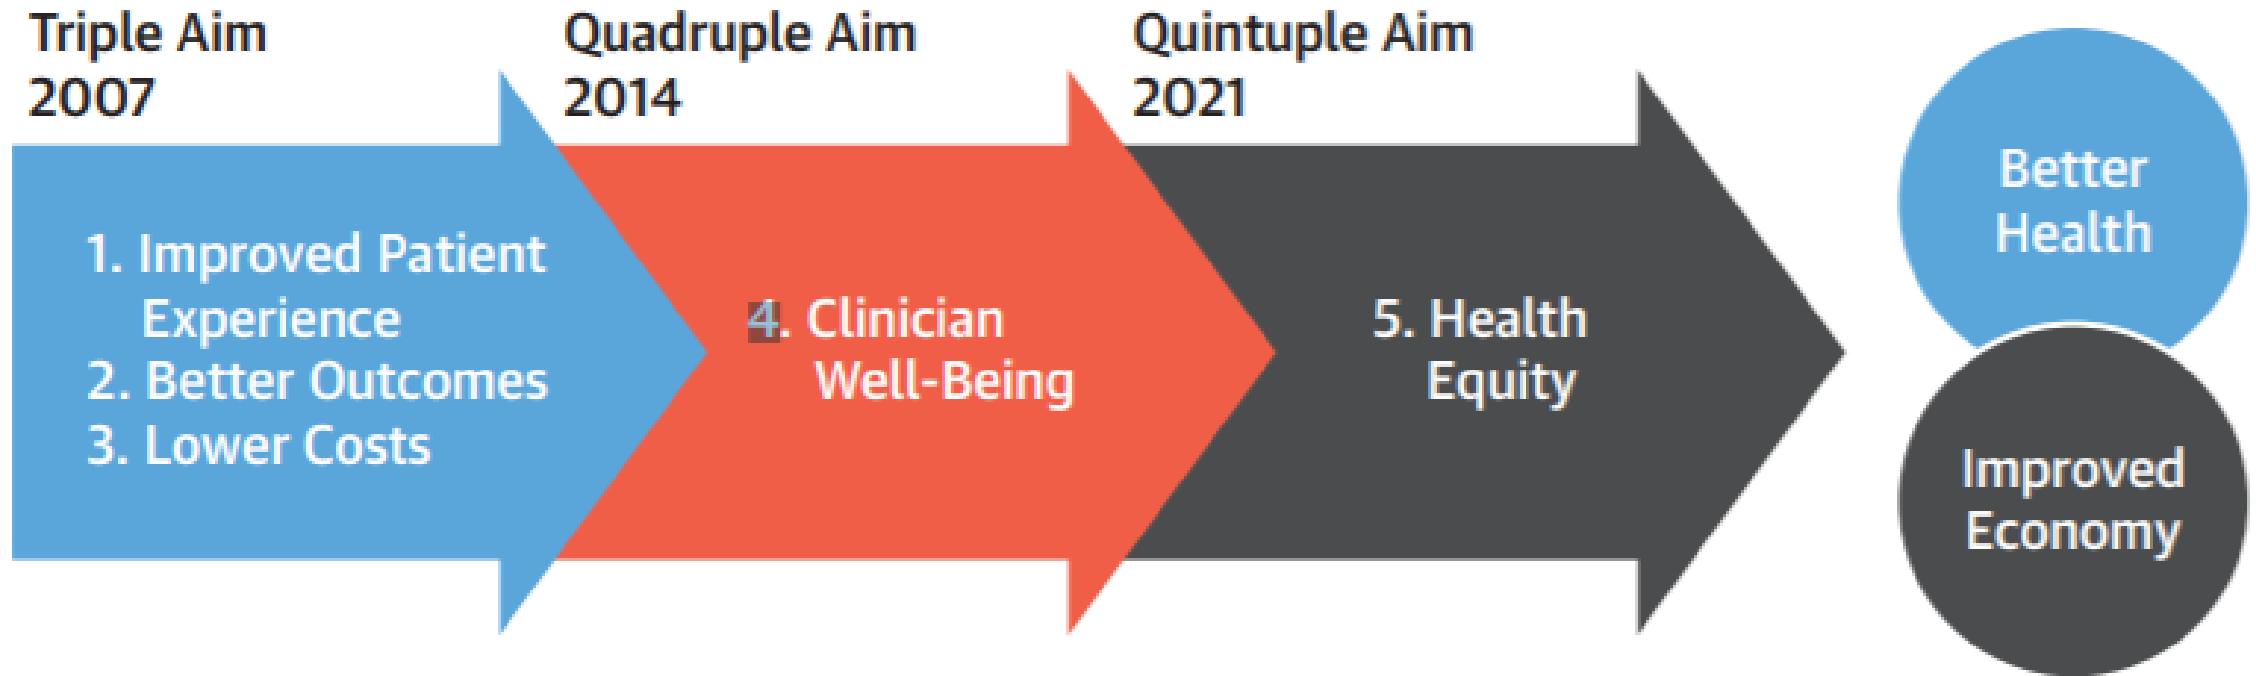 Triple Aim
2007
1. Improved Patient
Experience
2. Better Outcomes
3. Lower Costs
Quadruple Aim
2014
4. Clinician
Well-Being
Quintuple Aim
2021
5. Health
Equity
Better
Health
Improved
Economy